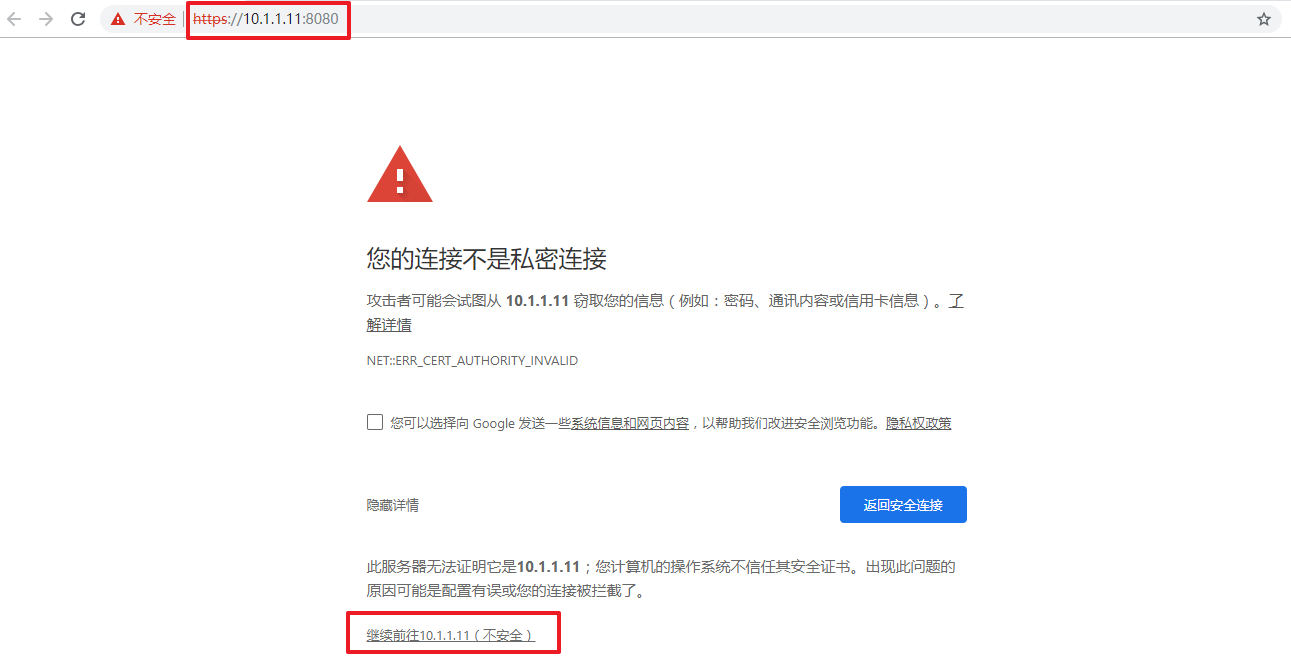 不安全 https://10.1.1.11:8080
您的连接不是私密连接
攻击者可能会试图从 10.1.1.11 窃取您的信息（例如：密码、通讯内容或信用卡信息）。了
解详情
NET::ERR_CERT_AUTHORITY_INVALID
您可以选择向 Google 发送一些系统信息和网页内容，以帮助我们改进安全浏览功能。隐私权政策
隐藏详情 返回安全连接
此服务器无法证明它是10.1.1.11；您计算机的操作系统不信任其安全证书。出现此问题的
原因可能是配置有误或您的连接被拦截了。
继续前往10.1.1.11（不安全）